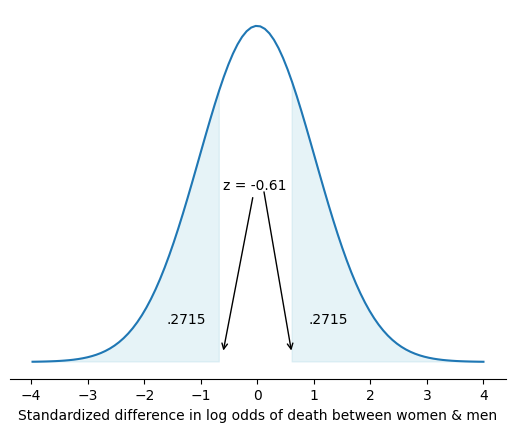 z = -0.61
.2715
.2715
−4 −3 −2 −1 0 1 2 3 4
Standardized difference in log odds of death between women & men